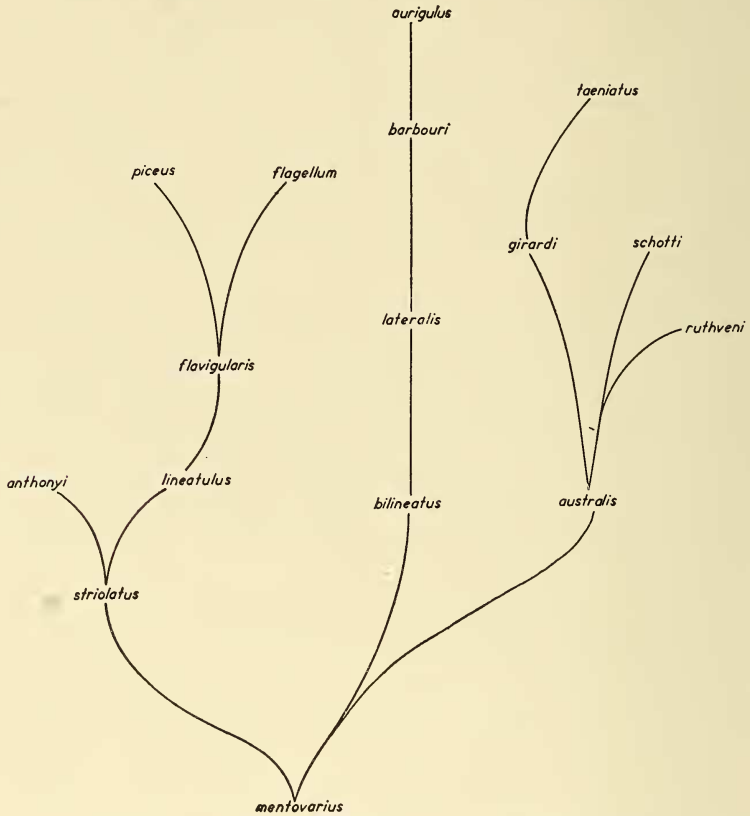 aurigulus
taeniatus
barbouri
piceus
flagellum
girardi
schotti
lateralis
ruthveni
flavigularis
anthonyi
lineatulus
bilineatus
australis
striolatus
mentovarius